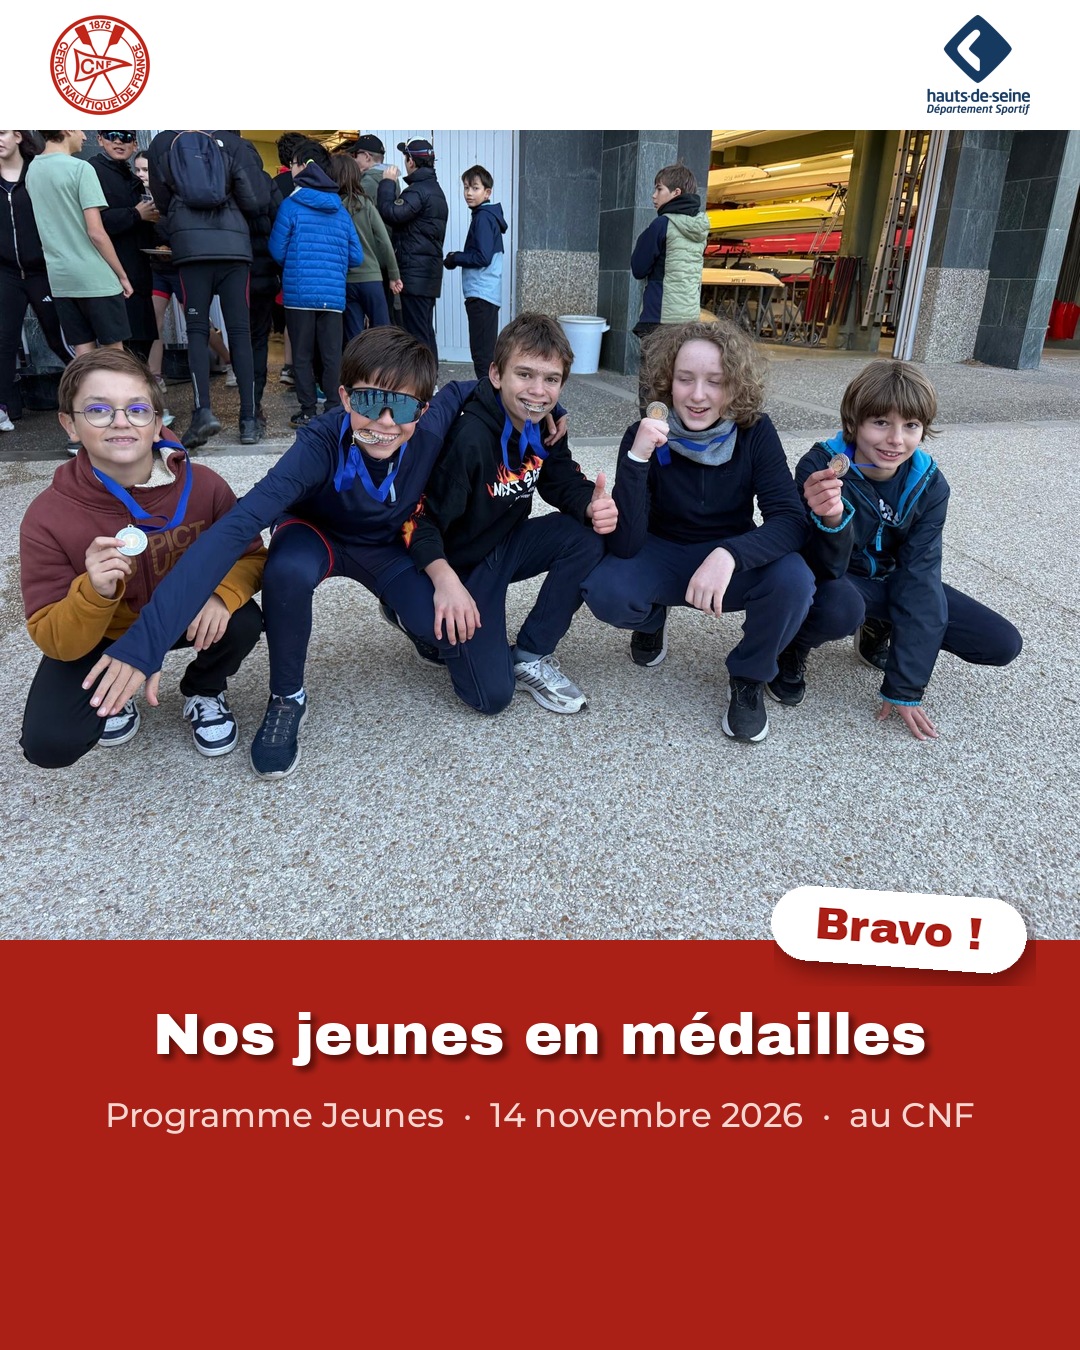 1875
CERCLE NAUTIQUE DE FRANCE
CNF
hauts-de-seine
Département Sportif
PICT
Bravo !
Nos jeunes en médailles
Programme Jeunes · 14 novembre 2026 · au CNF